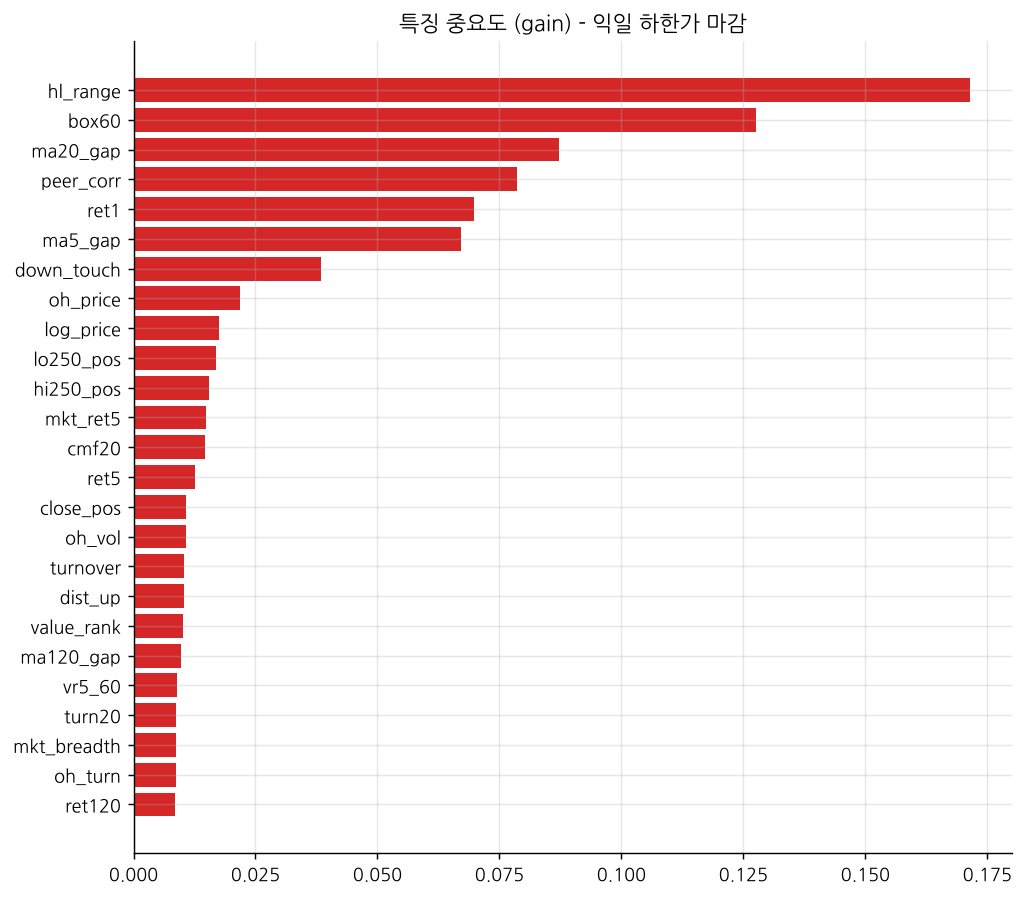 특징 중요도 (gain) - 익일 하한가 마감
hl_range
box60
ma20_gap
peer_corr
ret1
ma5_gap
down_touch
oh_price
log_price
lo250_pos
hi250_pos
mkt_ret5
cmf20
ret5
close_pos
oh_vol
turnover
dist_up
value_rank
ma120_gap
vr5_60
turn20
mkt_breadth
oh_turn
ret120
0.000 0.025 0.050 0.075 0.100 0.125 0.150 0.175